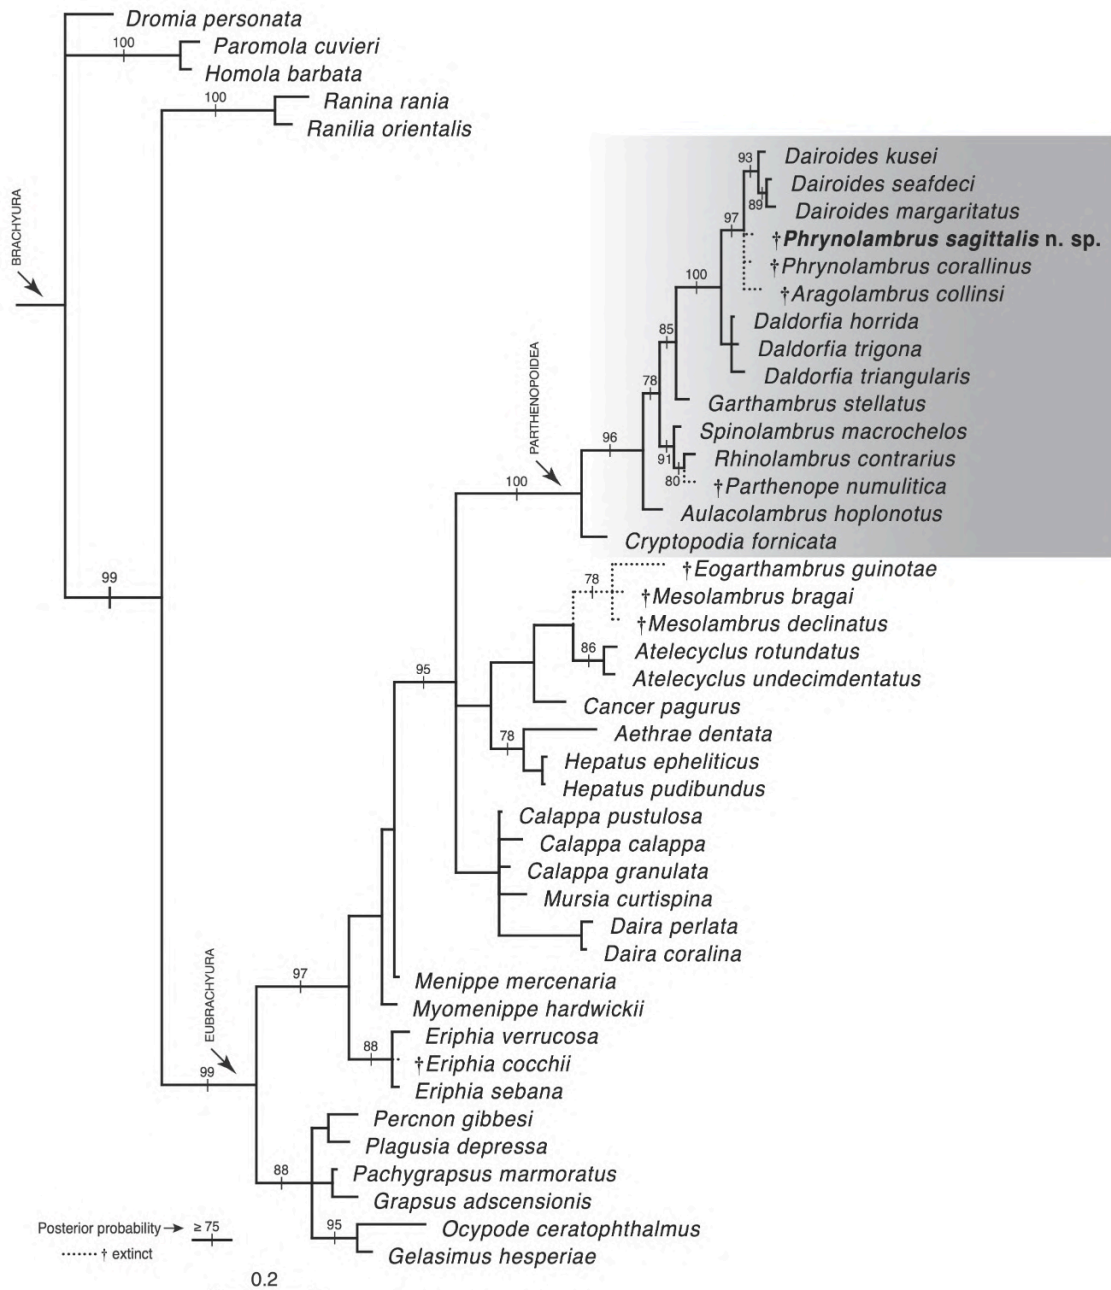 Dromia personata
100
Paromola cuvieri
Homola barbata
100
Ranina rania
Ranilia orientalis
BRACHYURA
93
Dairoides kusei
Dairoides seafdeci
89
Dairoides margaritatus
97
†Phrynolambrus sagittalis n. sp.
†Phrynolambrus corallinus
100
†Aragolambrus collinsi
Daldorfia horrida
85
Daldorfia trigona
Daldorfia triangularis
78
Garthambrus stellatus
PARTHENOPOIDEA
Spinolambrus macrochelos
96
91
Rhinolambrus contrarius
80
†Parthenope numulitica
100
Aulacolambrus hoplonotus
Cryptopodia fornicata
99
†Eogarthambrus guinotae
78
†Mesolambrus bragai
†Mesolambrus declinatus
86
Atelecyclus rotundatus
95
Atelecyclus undecimdentatus
Cancer pagurus
78
Aethrae dentata
Hepatus epheliticus
Hepatus pudibundus
Calappa pustulosa
Calappa calappa
Calappa granulata
Mursia curtispina
Daira perlata
Daira coralina
EUBRACHYURA
97
Menippe mercenaria
Myomenippe hardwickii
Eriphia verrucosa
88
†Eriphia cocchii
99
Eriphia sebana
Percnon gibbesi
Plagusia depressa
88
Pachygrapsus marmoratus
Grapsus adscensionis
95
Ocypode ceratophthalmus
Gelasimus hesperiae
Posterior probability → ≥ 75
† extinct
0.2